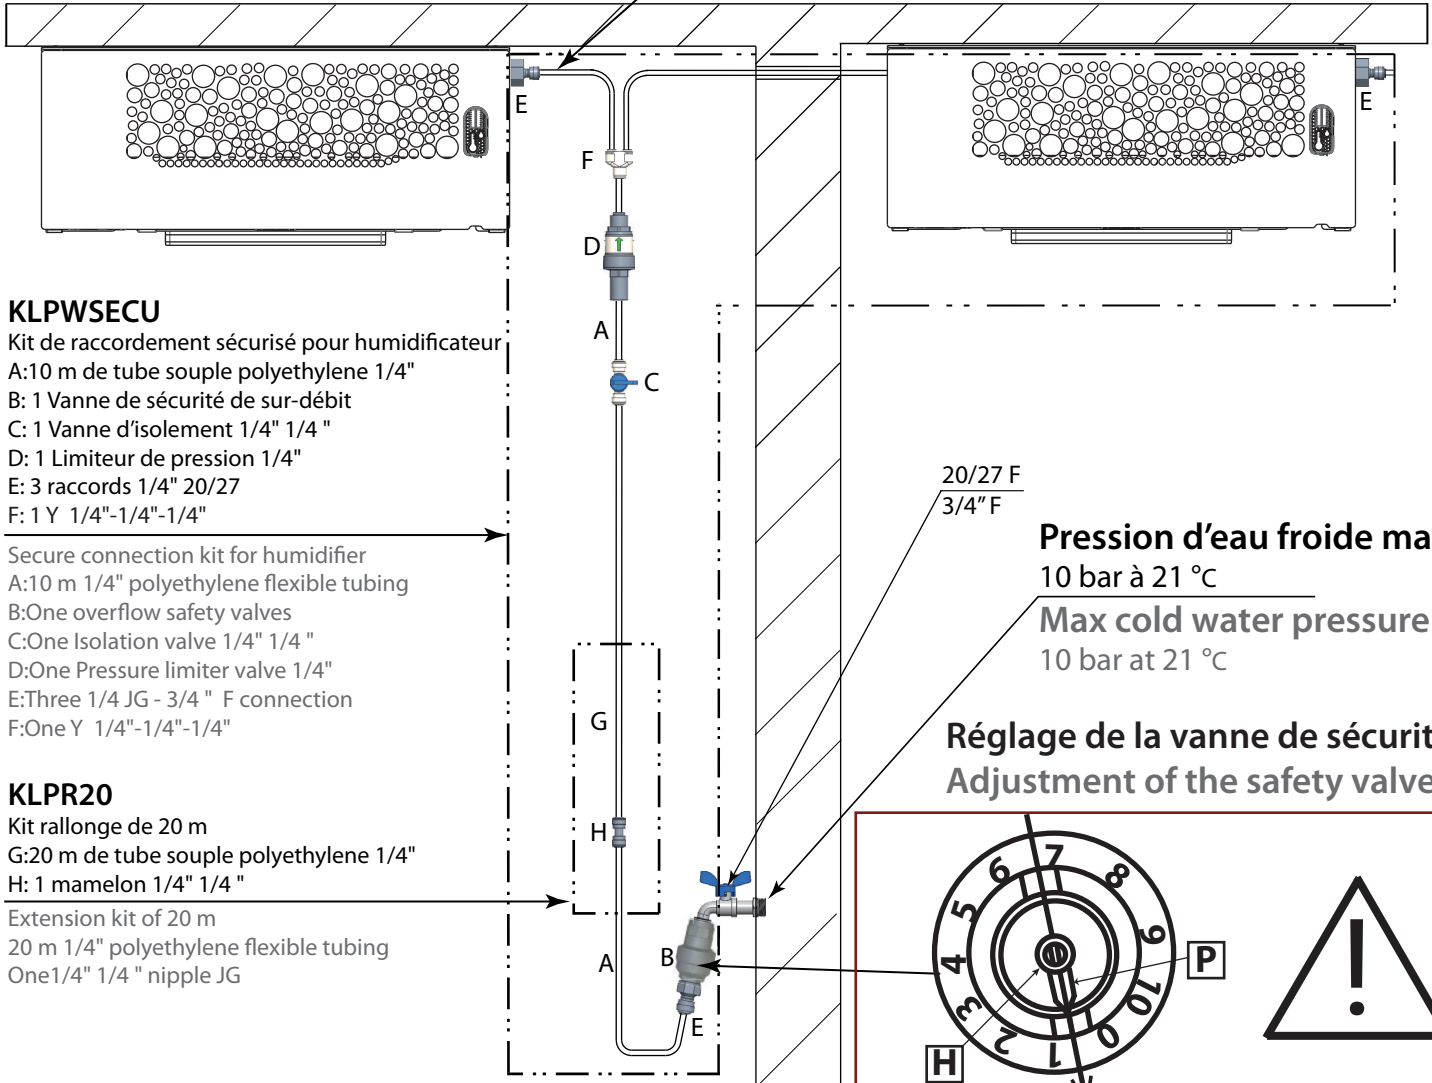 E
E
F
D
A
C
KLPWSECU
Kit de raccordement sécurisé pour humidificateur
A:10 m de tube souple polyethylene 1/4"
B: 1 Vanne de sécurité de sur-débit
C: 1 Vanne d'isolement 1/4" 1/4 "
D: 1 Limiteur de pression 1/4"
E: 3 raccords 1/4" 20/27
F: 1 Y  1/4"-1/4"-1/4"
Secure connection kit for humidifier
A:10 m 1/4" polyethylene flexible tubing
B:One overflow safety valves
C:One Isolation valve 1/4" 1/4 "
D:One Pressure limiter valve 1/4"
E:Three 1/4 JG - 3/4 "  F connection
F:One Y  1/4"-1/4"-1/4"
KLPR20
Kit rallonge de 20 m
G:20 m de tube souple polyethylene 1/4"
H: 1 mamelon 1/4" 1/4 "
Extension kit of 20 m
20 m 1/4" polyethylene flexible tubing
One1/4" 1/4 " nipple JG
G
H
A
B
E
20/27 F
3/4" F
Pression d'eau froide ma
10 bar à 21 °C
Max cold water pressure
10 bar at 21 °C
Réglage de la vanne de sécurit
Adjustment of the safety valve
0 1 2 3 4 5 6 7 8 9 10
P
H
!